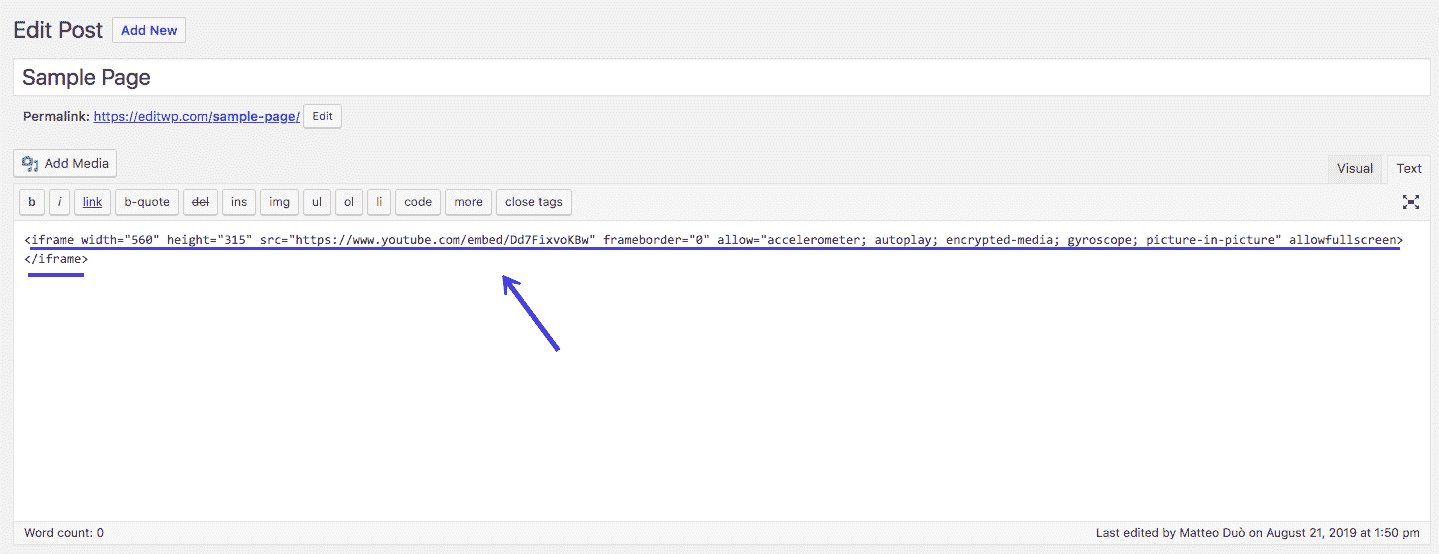 Edit Post Add New
Sample Page
Permalink: https://editwp.com/sample-page/ Edit
Add Media
Visual Text
b i link b-quote del ins img ul ol li code more close tags
<iframe width="560" height="315" src="https://www.youtube.com/embed/Dd7FixvoKBw" frameborder="0" allow="accelerometer; autoplay; encrypted-media; gyroscope; picture-in-picture" allowfullscreen>
</iframe>
Word count: 0 Last edited by Matteo Duò on August 21, 2019 at 1:50 pm